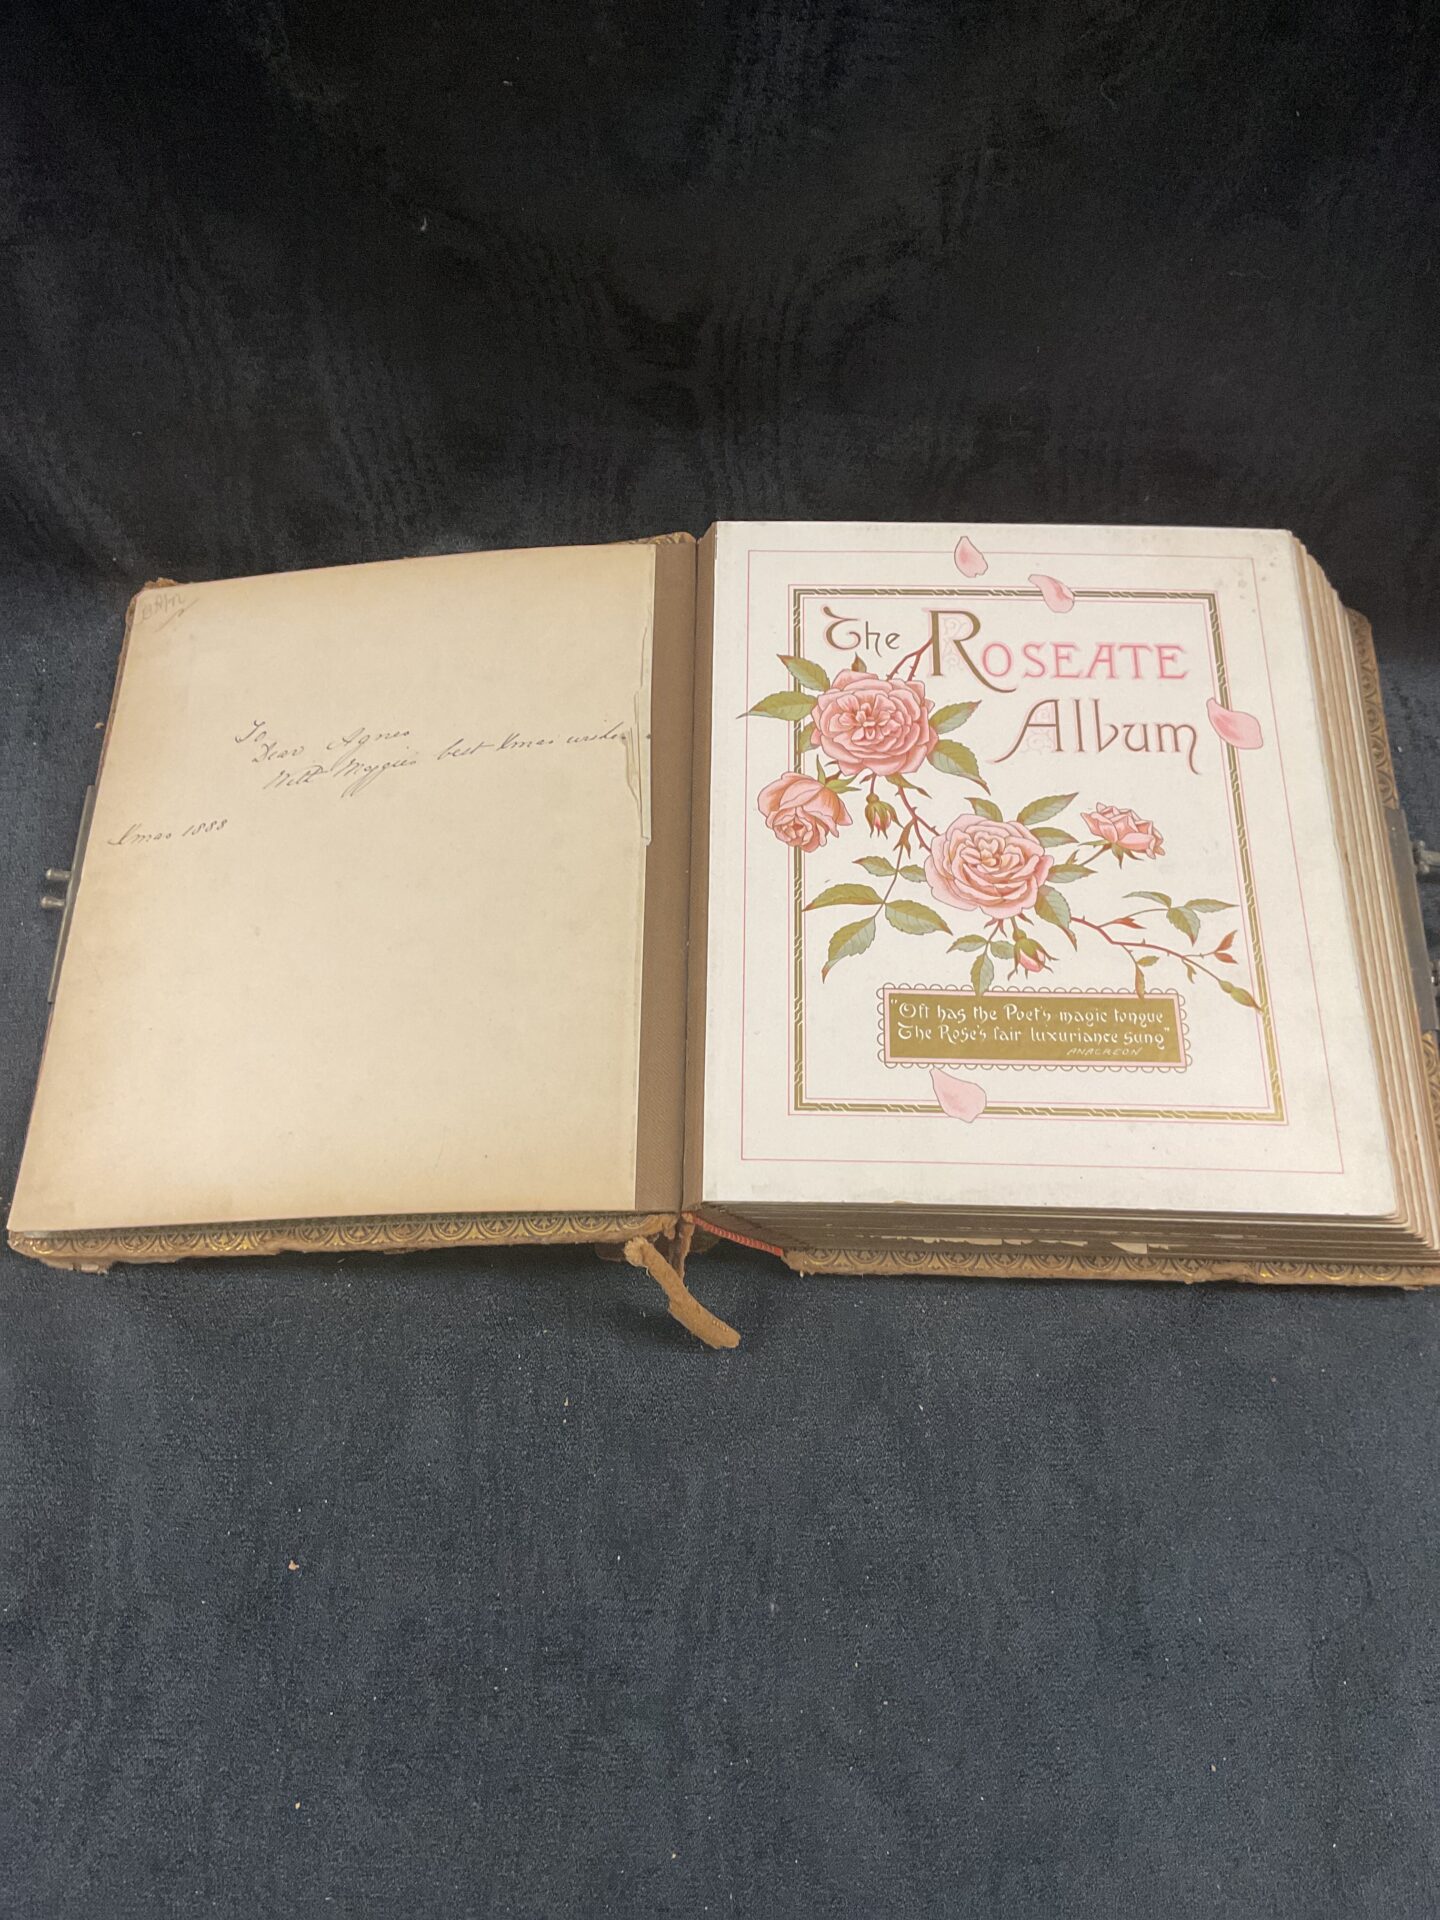 To
Dear Agnes
With Maggie's best Xmas wishes
Xmas 1888
The ROSEATE
Album
"Oft has the Poet's magic tongue
The Rose's fair luxuriance sung"
ANACREON